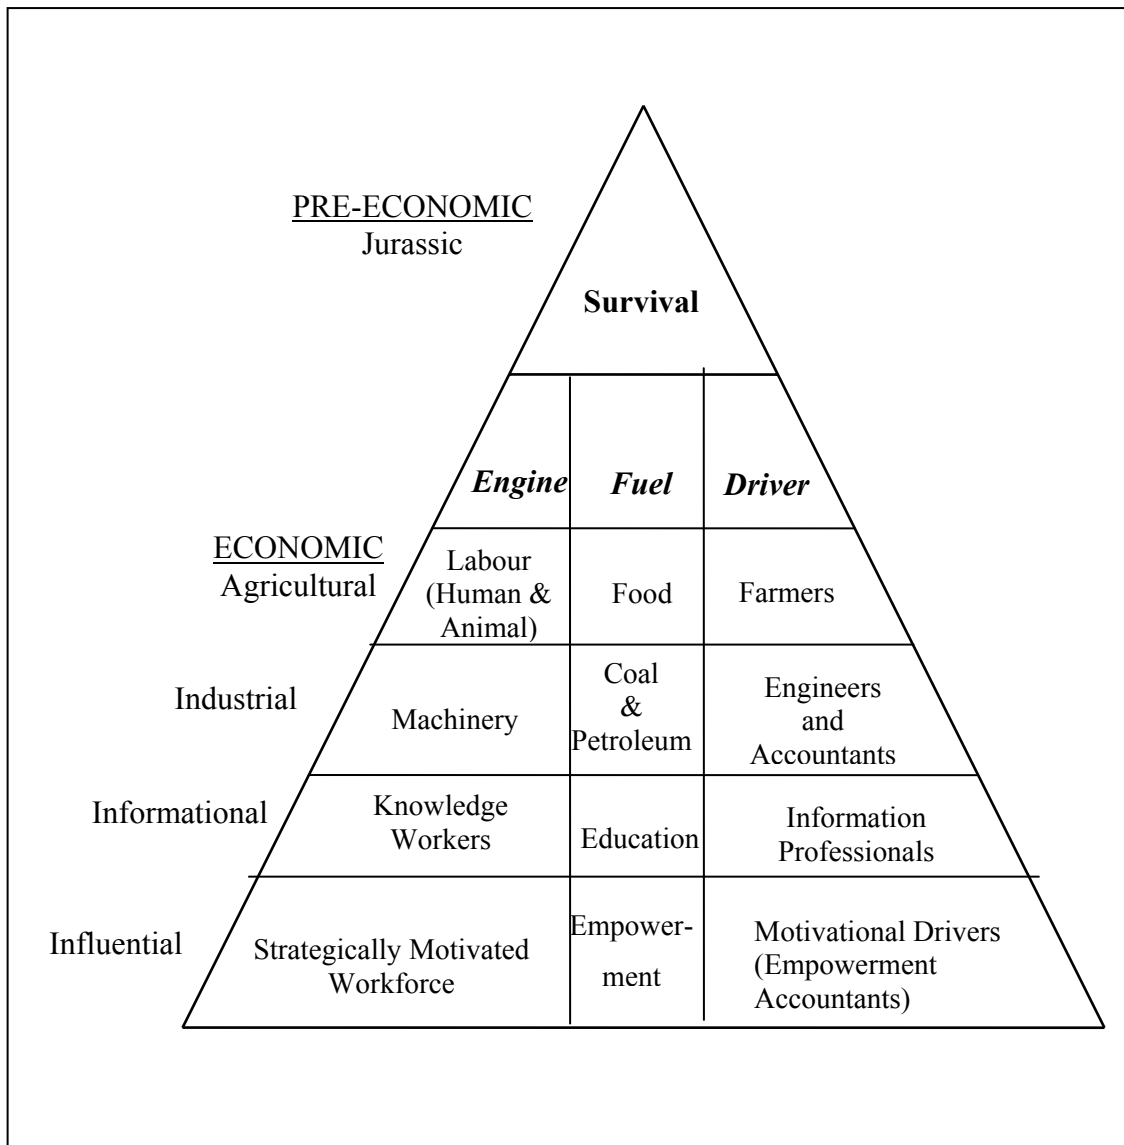 PRE-ECONOMIC
Jurassic
Survival
Engine Fuel Driver
ECONOMIC
Agricultural
Labour
(Human &
Animal)
Food
Farmers
Industrial
Machinery
Coal
&
Petroleum
Engineers
and
Accountants
Informational
Knowledge
Workers
Education
Information
Professionals
Influential
Strategically Motivated
Workforce
Empower-
ment
Motivational Drivers
(Empowerment
Accountants)